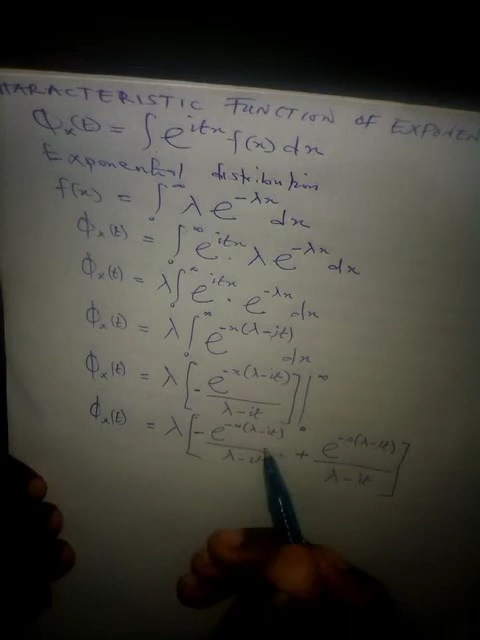 HARACTERISTIC FUNCTION OF EXPONEN
Φₓ(t) = ∫ e^{itx} f(x) dx
Exponential distribution
f(x) = ∫₀^∞ λ e^{-λx} dx
ϕₓ(t) = ∫₀^∞ e^{itx} · λ e^{-λx} dx
ϕₓ(t) = λ ∫₀^∞ e^{itx} · e^{-λx} dx
ϕₓ(t) = λ ∫₀^∞ e^{-x(λ-it)} dx
ϕₓ(t) = λ [ - e^{-x(λ-it)} / λ-it ] ||₀^∞
ϕₓ(t) = λ [ - e^{-∞(λ-it)} / λ-it + e^{-0(λ-it)} / λ-it ]